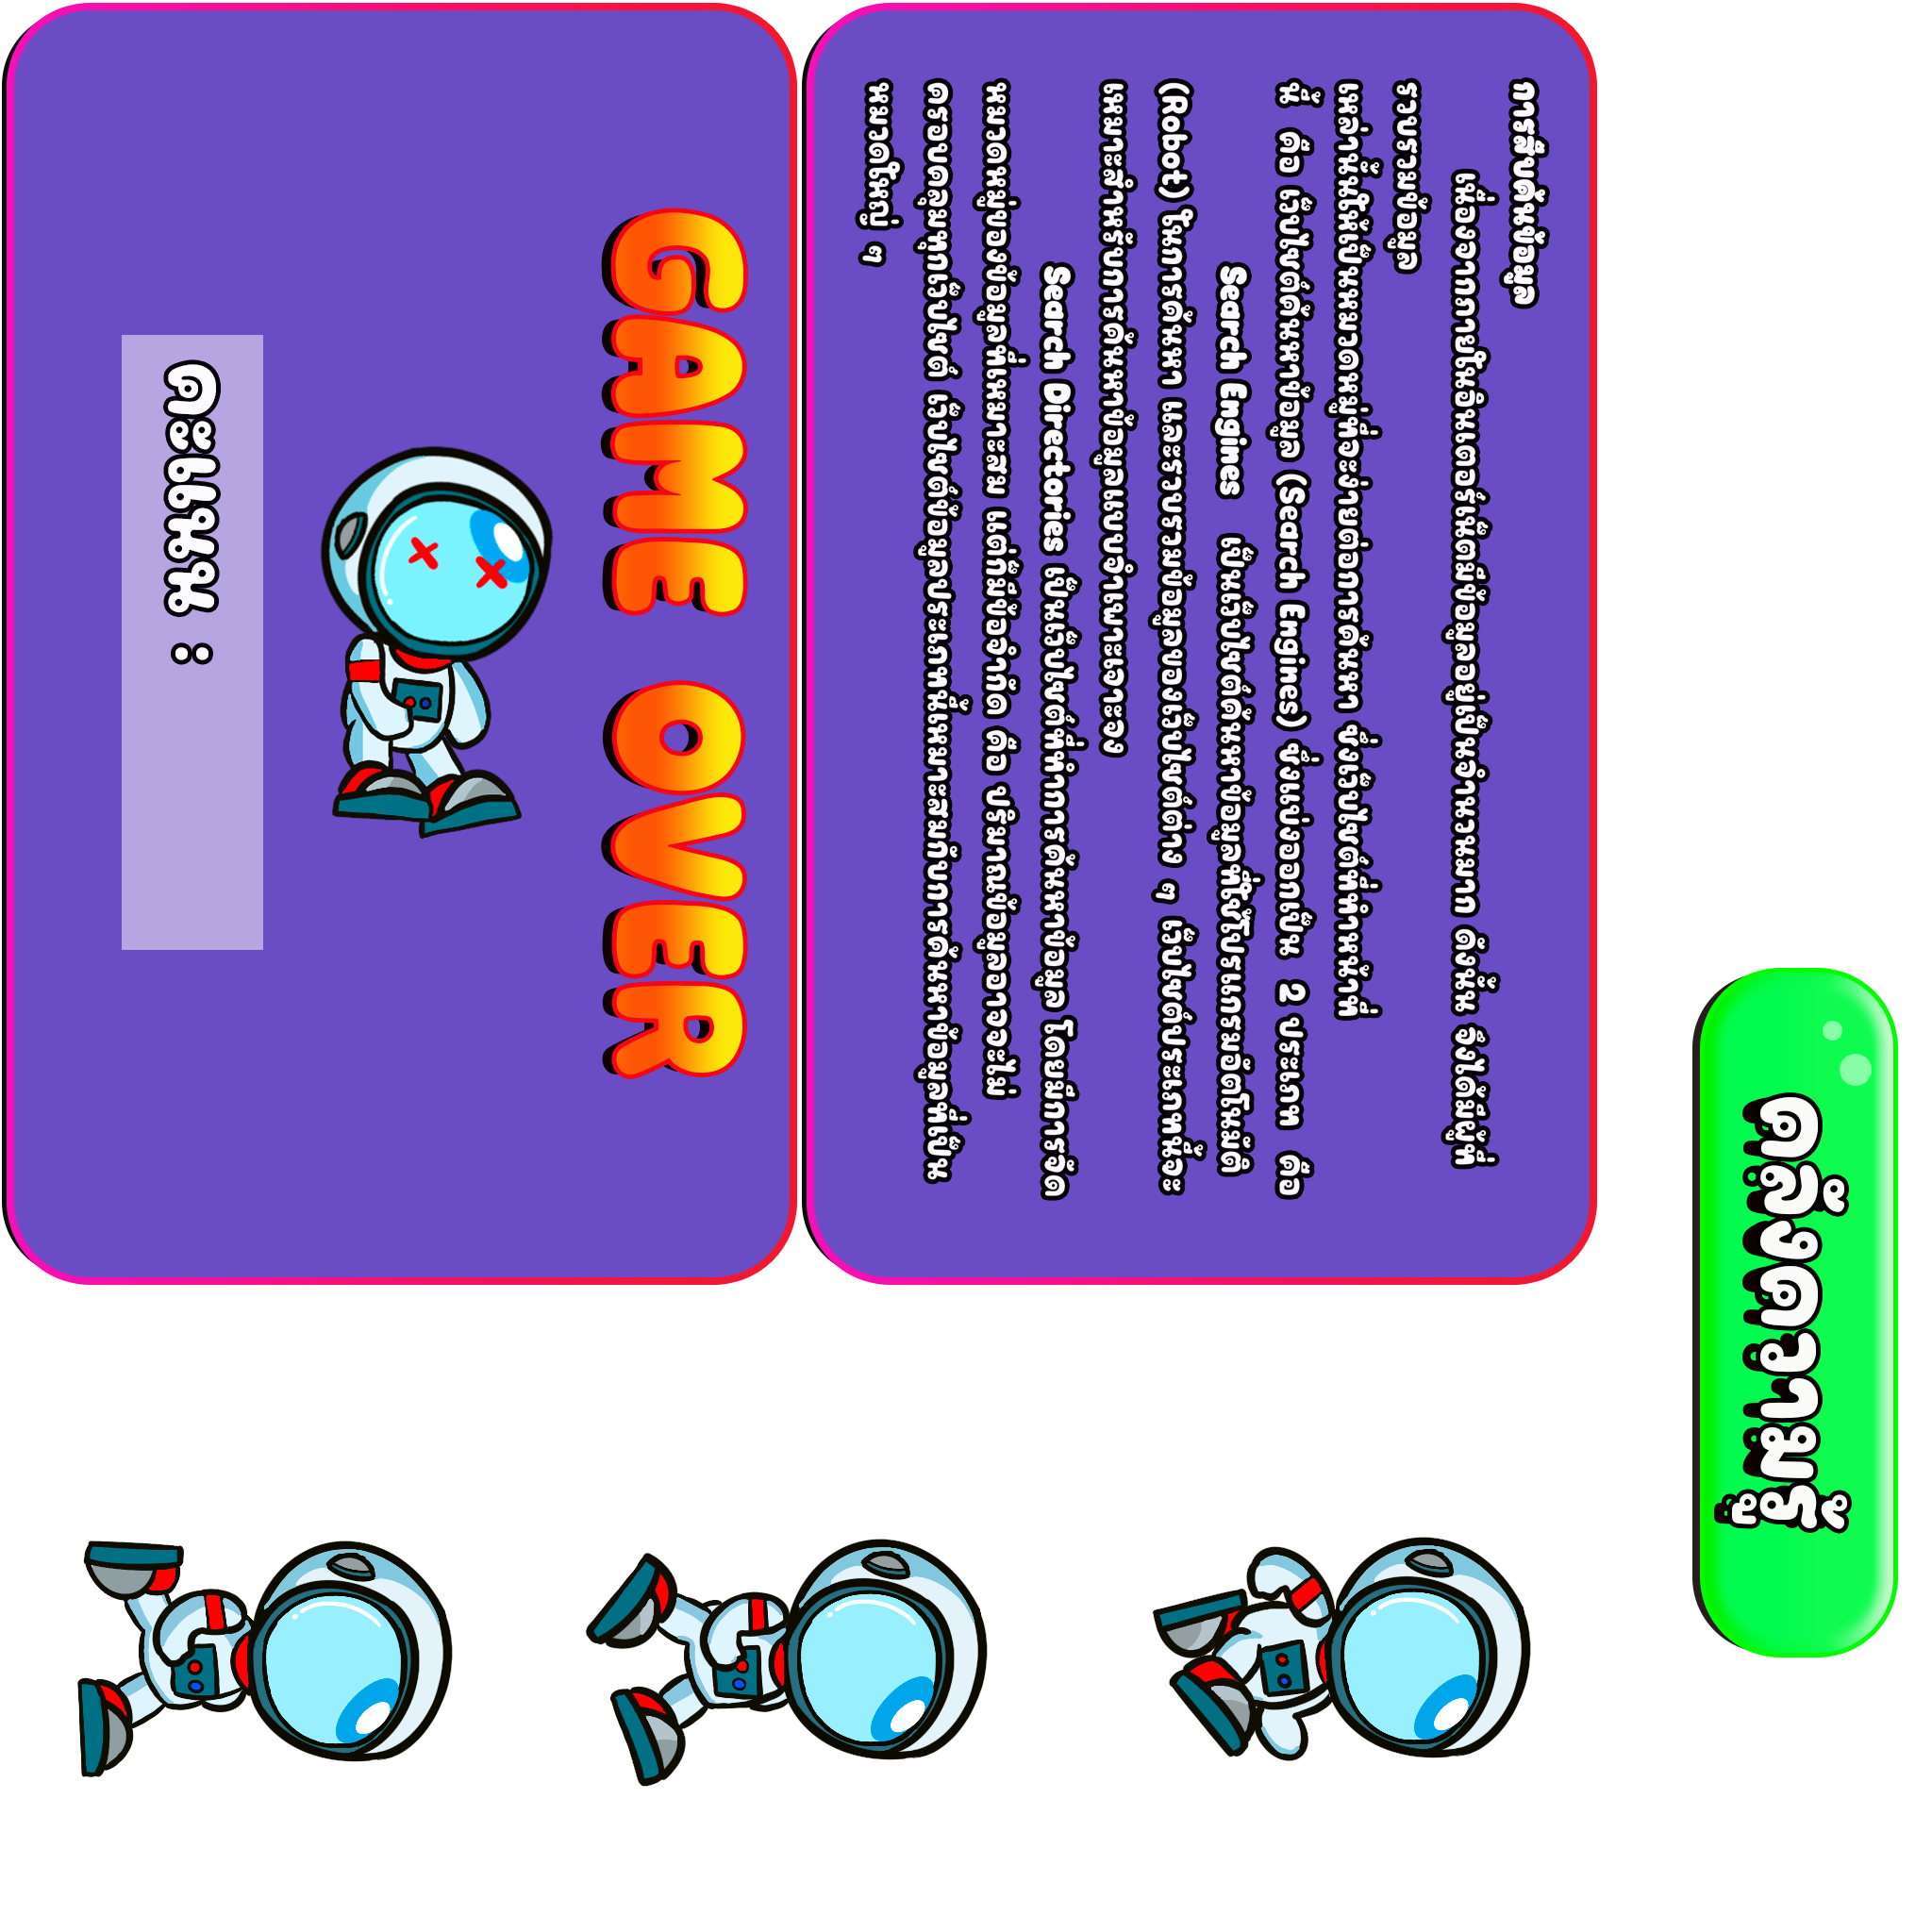 GAME OVER
คะแนน :
การสืบค้นข้อมูล
เนื่องจากภายในอินเตอร์เน็ตมีข้อมูลอยู่เป็นจำนวนมาก ดังนั้น จึงได้มีผู้ที่
รวบรวมข้อมูล
เหล่านั้นให้เป็นหมวดหมู่ที่จะง่ายต่อการค้นหา ซึ่งเว็บไซต์ที่ทำหน้าที่
นี้ คือ เว็บไซต์ค้นหาข้อมูล (Search Engines) ซึ่งแบ่งออกเป็น 2 ประเภท คือ
Search Engines เป็นเว็บไซต์ค้นหาข้อมูลที่ใช้โปรแกรมอัตโนมัติ
(Robot) ในการค้นหา และรวบรวมข้อมูลของเว็บไซต์ต่าง ๆ เว็บไซต์ประเภทนี้จะ
เหมาะสำหรับการค้นหาข้อมูลแบบเฉพาะเจาะจง
Search Directories เป็นเว็บไซต์ที่ทำการค้นหาข้อมูล โดยมีการจัด
หมวดหมู่ของข้อมูลที่เหมาะสม แต่ก็มีข้อจำกัด คือ ปริมาณข้อมูลอาจจะไม่
ครอบคลุมทุกเว็บไซต์ เว็บไซต์ข้อมูลประเภทนี้เหมาะสมกับการค้นหาข้อมูลที่เป็น
หมวดใหญ่ ๆ
คลังความรู้